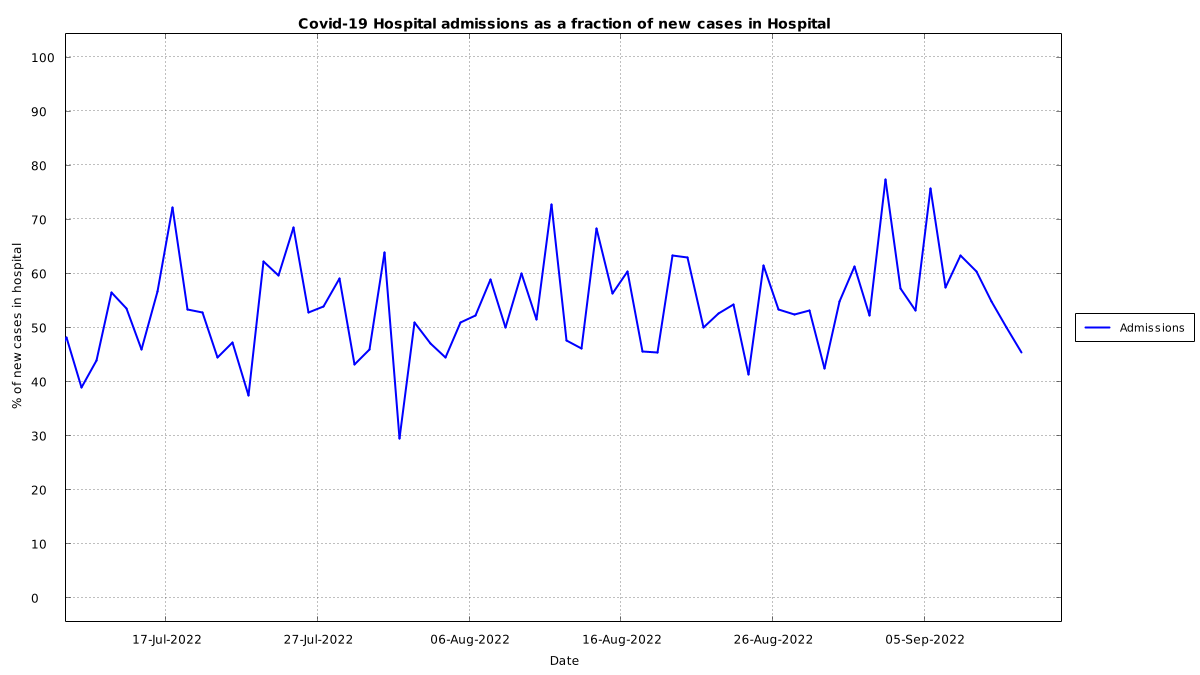 Covid-19 Hospital admissions as a fraction of new cases in Hospital
100
90
80
70
60
50
40
30
20
10
0
% of new cases in hospital
17-Jul-2022
27-Jul-2022
06-Aug-2022
16-Aug-2022
26-Aug-2022
05-Sep-2022
Date
Admissions